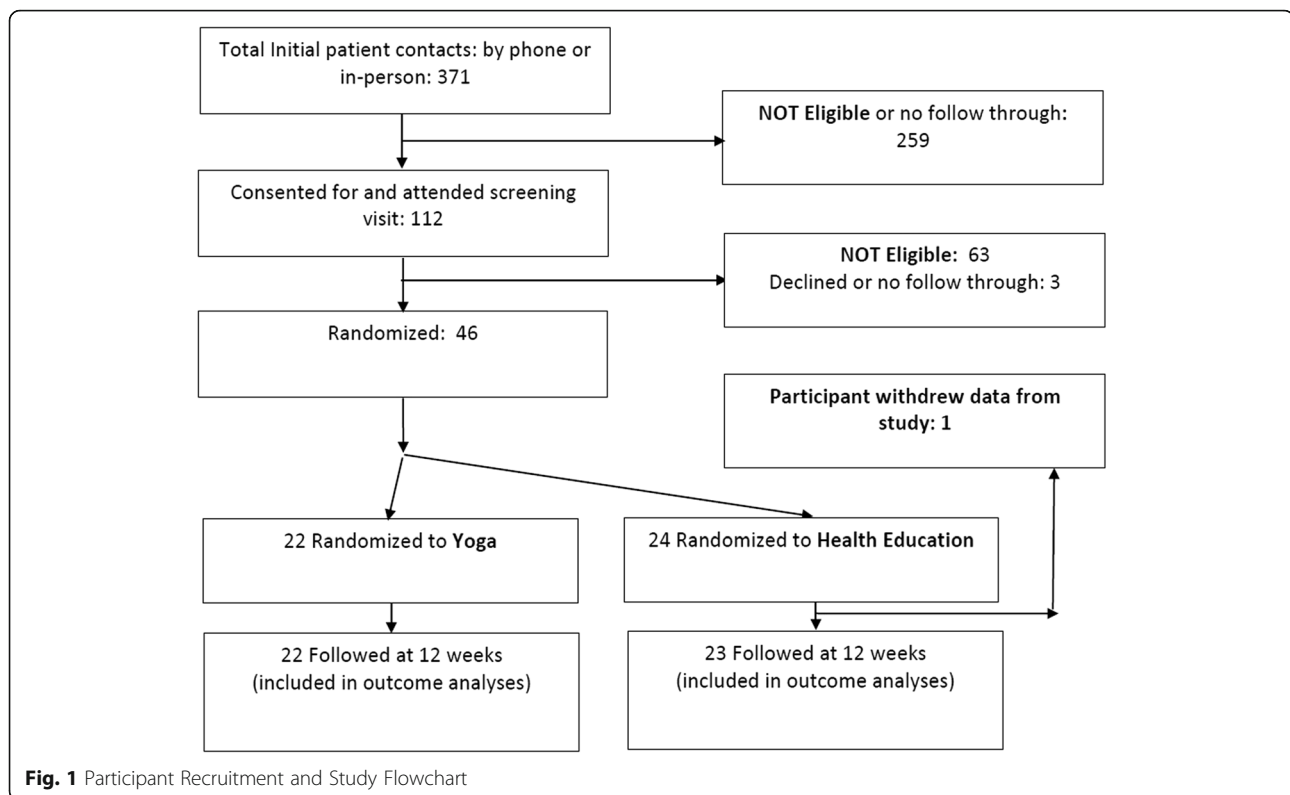 Total Initial patient contacts: by phone or
in-person: 371
NOT Eligible or no follow through:
259
Consented for and attended screening
visit: 112
NOT Eligible: 63
Declined or no follow through: 3
Randomized: 46
Participant withdrew data from
study: 1
22 Randomized to Yoga
24 Randomized to Health Education
22 Followed at 12 weeks
(included in outcome analyses)
23 Followed at 12 weeks
(included in outcome analyses)
Fig. 1 Participant Recruitment and Study Flowchart